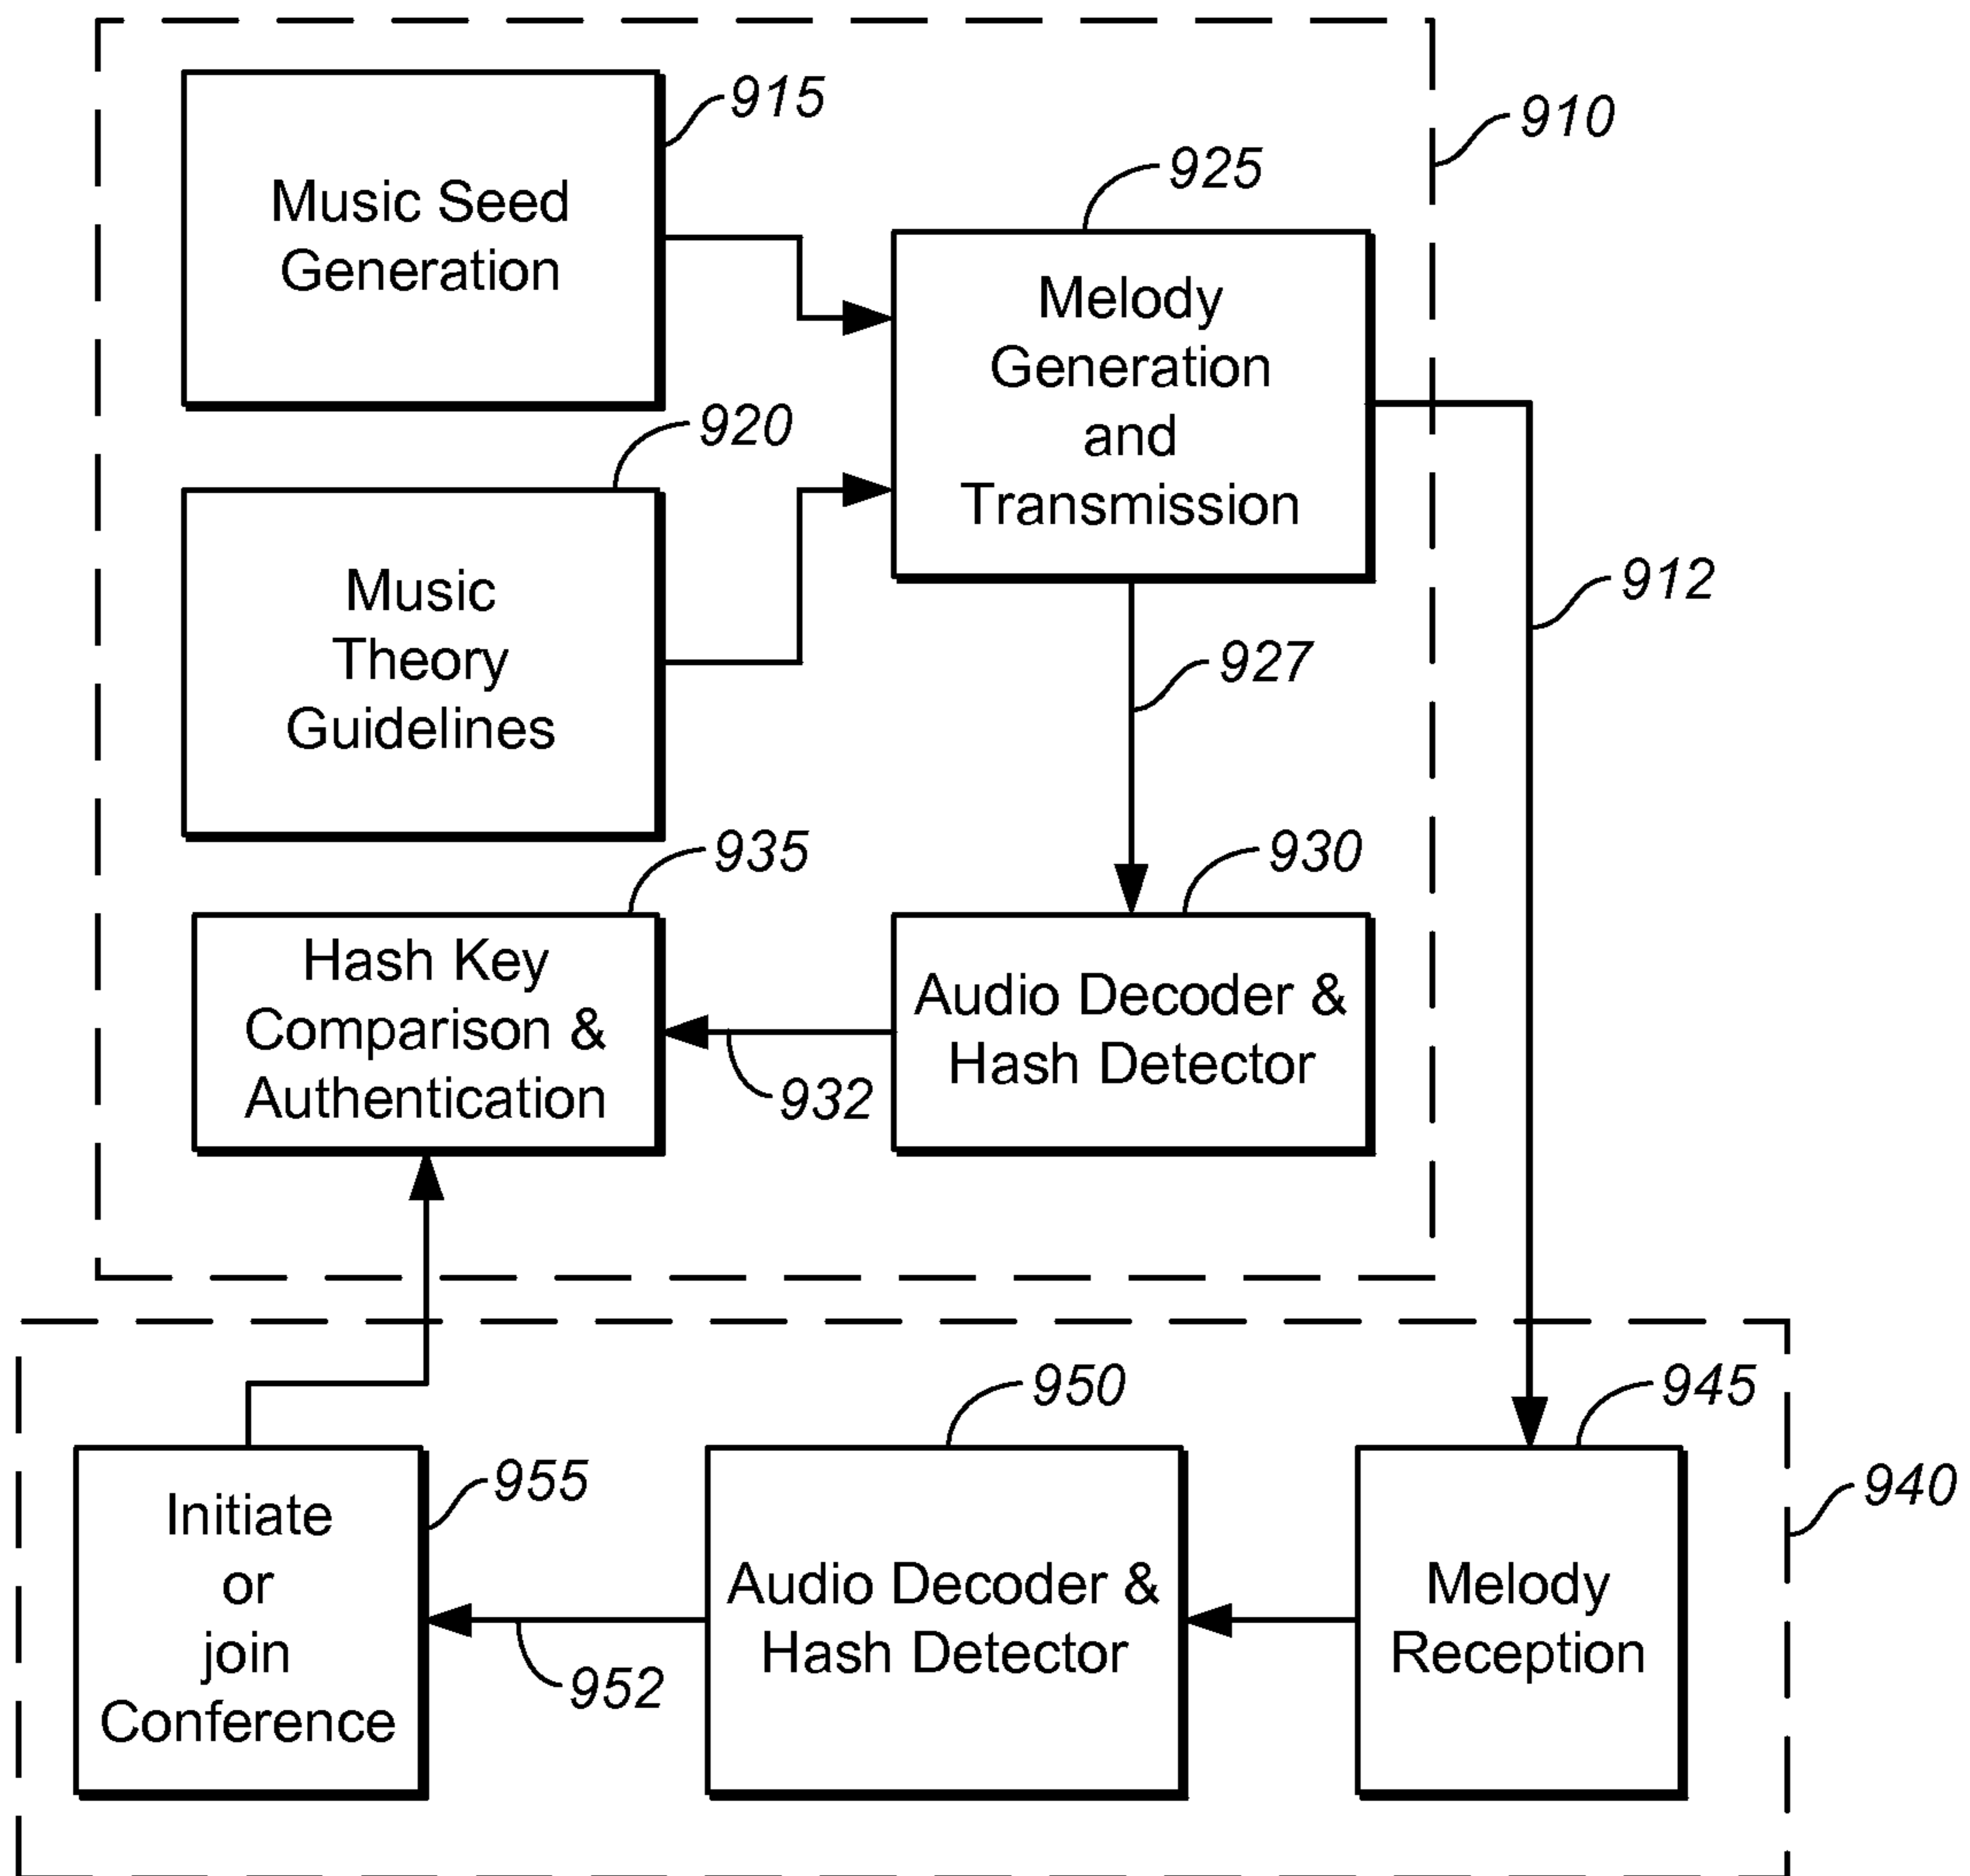 915
910
Music Seed
Generation
925
Melody
Generation
and
Transmission
920
Music
Theory
Guidelines
912
927
935
930
Hash Key
Comparison &
Authentication
Audio Decoder &
Hash Detector
932
950
945
940
955
Initiate
or
join
Conference
Audio Decoder &
Hash Detector
Melody
Reception
952